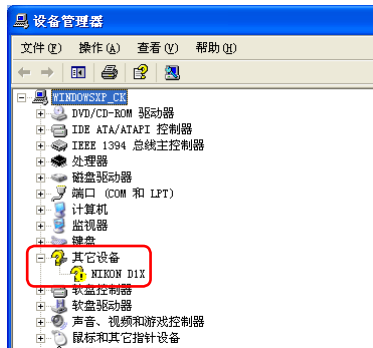 设备管理器
文件(F) 操作(A) 查看(V) 帮助(H)
WINDOWSXP_CK
DVD/CD-ROM 驱动器
IDE ATA/ATAPI 控制器
IEEE 1394 总线主控制器
处理器
磁盘驱动器
端口 (COM 和 LPT)
计算机
监视器
键盘
其它设备
NIKON D1X
软盘控制器
软盘驱动器
声音、视频和游戏控制器
鼠标和其它指针设备